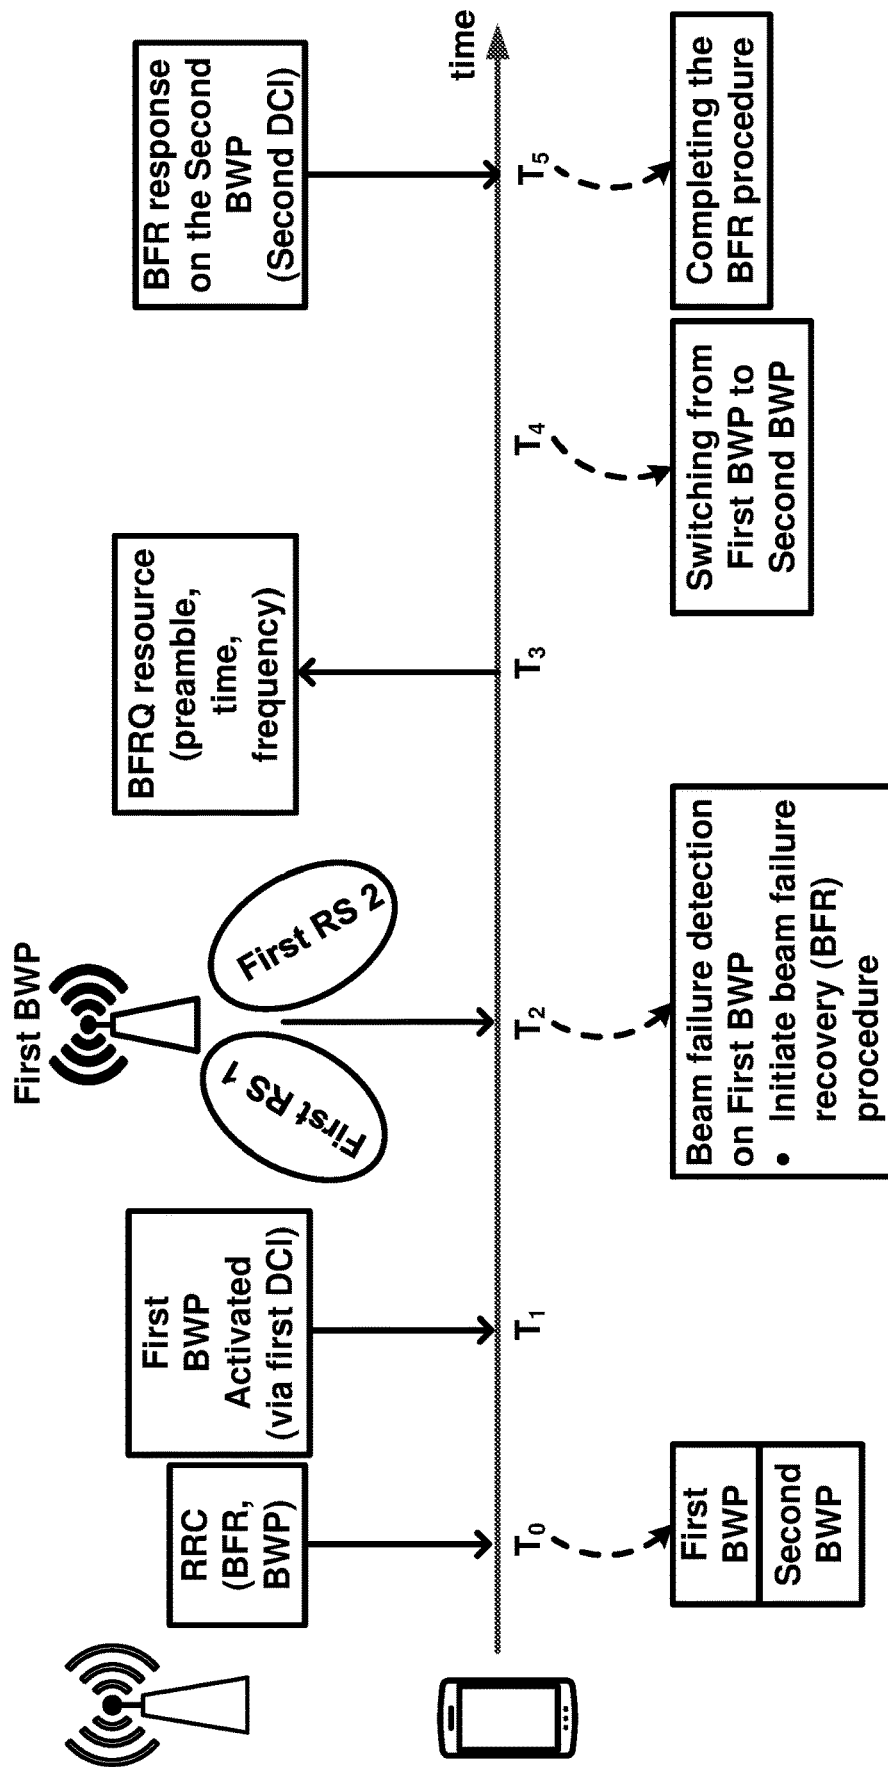 First BWP
RRC
(BFR,
BWP)
First
BWP
Activated
(via first DCI)
First RS 1
First RS 2
BFRQ resource
(preamble,
time,
frequency)
BFR response
on the Second
BWP
(Second DCI)
time
T0
T1
T2
T3
T4
T5
First
BWP
Second
BWP
Beam failure detection
on First BWP
• Initiate beam failure
recovery (BFR)
procedure
Switching from
First BWP to
Second BWP
Completing the
BFR procedure